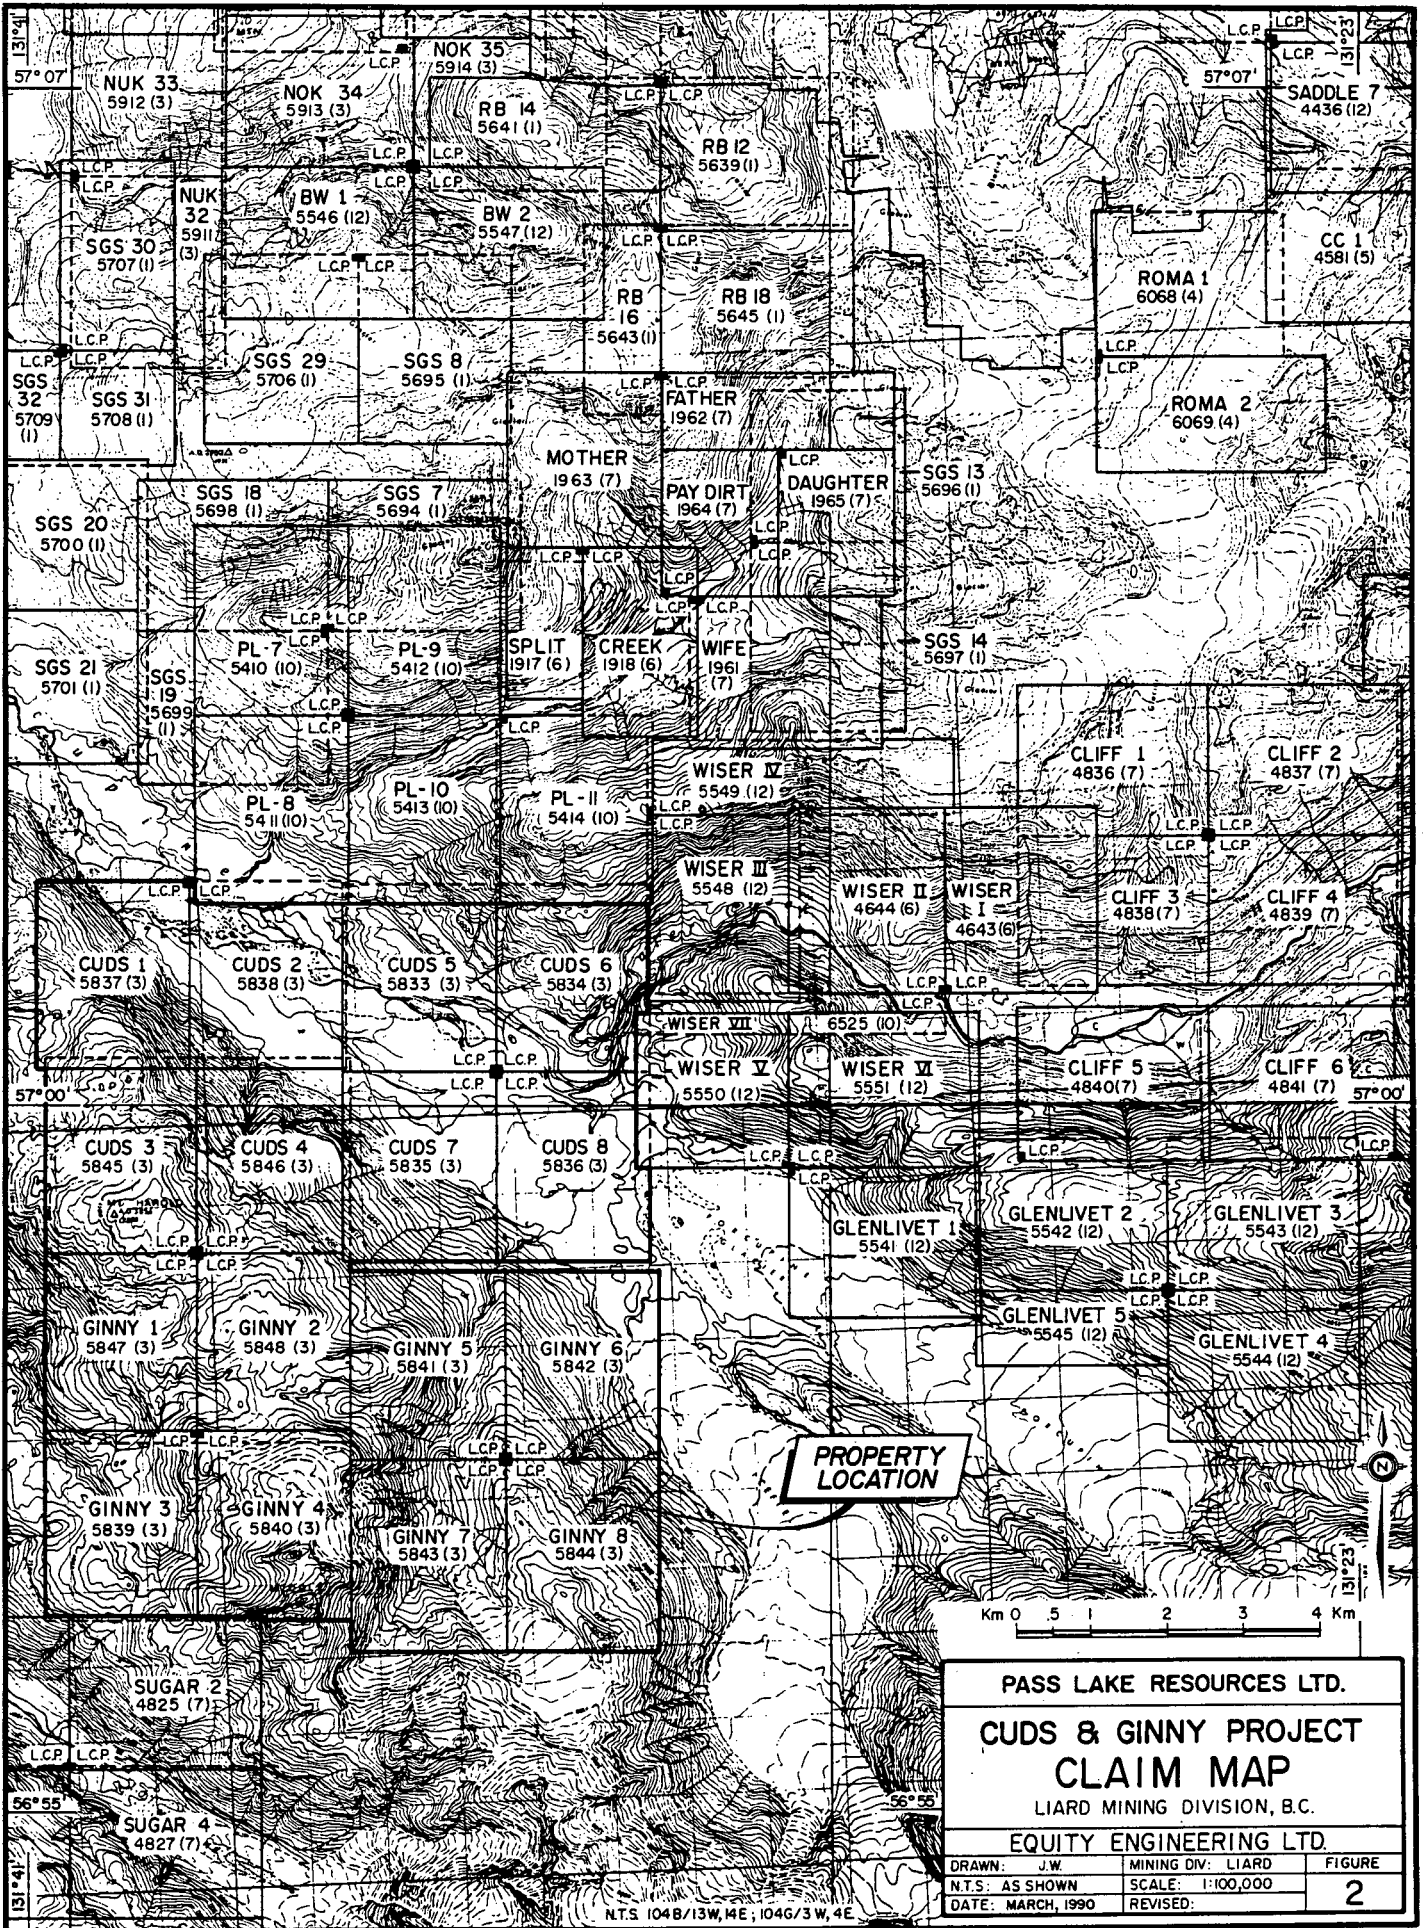 131°41'
57°07'
NUK 33
5912 (3)
NOK 34
5913 (3)
NOK 35
5914 (3)
L.C.P.
RB 14
5641 (1)
L.C.P. L.C.P.
RB 12
5639 (1)
L.C.P.
L.C.P.
L.C.P.
131°23'
57°07'
SADDLE 7
4436 (12)
L.C.P.
L.C.P.
L.C.P.
L.C.P. L.C.P.
NUK
32
5911
(3)
BW 1
5546 (12)
BW 2
5547 (12)
SGS 30
5707 (1)
L.C.P. L.C.P.
L.C.P. L.C.P.
CC 1
4581 (5)
ROMA 1
6068 (4)
RB
16
5643 (1)
RB 18
5645 (1)
L.C.P.
L.C.P. L.C.P.
SGS
32
5709
(1)
SGS 31
5708 (1)
SGS 29
5706 (1)
SGS 8
5695 (1)
L.C.P. L.C.P.
FATHER
1962 (7)
L.C.P.
L.C.P.
ROMA 2
6069 (4)
MOTHER
1963 (7)
L.C.P.
PAY DIRT
1964 (7)
DAUGHTER
1965 (7)
SGS 13
5696 (1)
SGS 20
5700 (1)
SGS 18
5698 (1)
SGS 7
5694 (1)
L.C.P.
L.C.P.
L.C.P. L.C.P.
L.C.P.
L.C.P. L.C.P.
L.C.P. L.C.P.
L.C.P.
SGS 21
5701 (1)
SGS
19
5699
(1)
PL-7
5410 (10)
PL-9
5412 (10)
SPLIT
1917 (6)
CREEK
1918 (6)
WIFE
1961
(7)
SGS 14
5697 (1)
L.C.P.
L.C.P.
L.C.P.
PL-8
5411 (10)
PL-10
5413 (10)
PL-11
5414 (10)
WISER IV
5549 (12)
L.C.P.
L.C.P.
CLIFF 1
4836 (7)
CLIFF 2
4837 (7)
L.C.P. L.C.P.
L.C.P. L.C.P.
L.C.P. L.C.P.
WISER III
5548 (12)
WISER II
4644 (6)
WISER
I
4643 (6)
CLIFF 3
4838 (7)
CLIFF 4
4839 (7)
CUDS 1
5837 (3)
CUDS 2
5838 (3)
CUDS 5
5833 (3)
CUDS 6
5834 (3)
L.C.P. L.C.P.
L.C.P.
WISER VII
6525 (10)
L.C.P. L.C.P.
L.C.P. L.C.P.
WISER V
5550 (12)
WISER VI
5551 (12)
CLIFF 5
4840 (7)
CLIFF 6
4841 (7)
57°00'
57°00'
CUDS 3
5845 (3)
CUDS 4
5846 (3)
CUDS 7
5835 (3)
CUDS 8
5836 (3)
L.C.P.
L.C.P.
L.C.P.
L.C.P.
MT. HAROLD
L.C.P. L.C.P.
L.C.P. L.C.P.
GLENLIVET 1
5541 (12)
GLENLIVET 2
5542 (12)
GLENLIVET 3
5543 (12)
L.C.P. L.C.P.
L.C.P. L.C.P.
GLENLIVET 5
5545 (12)
GLENLIVET 4
5544 (12)
GINNY 1
5847 (3)
GINNY 2
5848 (3)
GINNY 5
5841 (3)
GINNY 6
5842 (3)
L.C.P. L.C.P.
L.C.P. L.C.P.
L.C.P. L.C.P.
PROPERTY
LOCATION
N
GINNY 3
5839 (3)
GINNY 4
5840 (3)
GINNY 7
5843 (3)
GINNY 8
5844 (3)
131°23'
Km 0 .5 1 2 3 4 Km
SUGAR 2
4825 (7)
L.C.P. L.C.P.
56°55'
56°55'
SUGAR 4
4827 (7)
131°41'
N.T.S. 104B/13W,14E; 104G/3W,4E
PASS LAKE RESOURCES LTD.
CUDS & GINNY PROJECT
CLAIM MAP
LIARD MINING DIVISION, B.C.
EQUITY ENGINEERING LTD.
DRAWN: J.W. MINING DIV: LIARD FIGURE
N.T.S: AS SHOWN SCALE: 1:100,000 2
DATE: MARCH, 1990 REVISED: